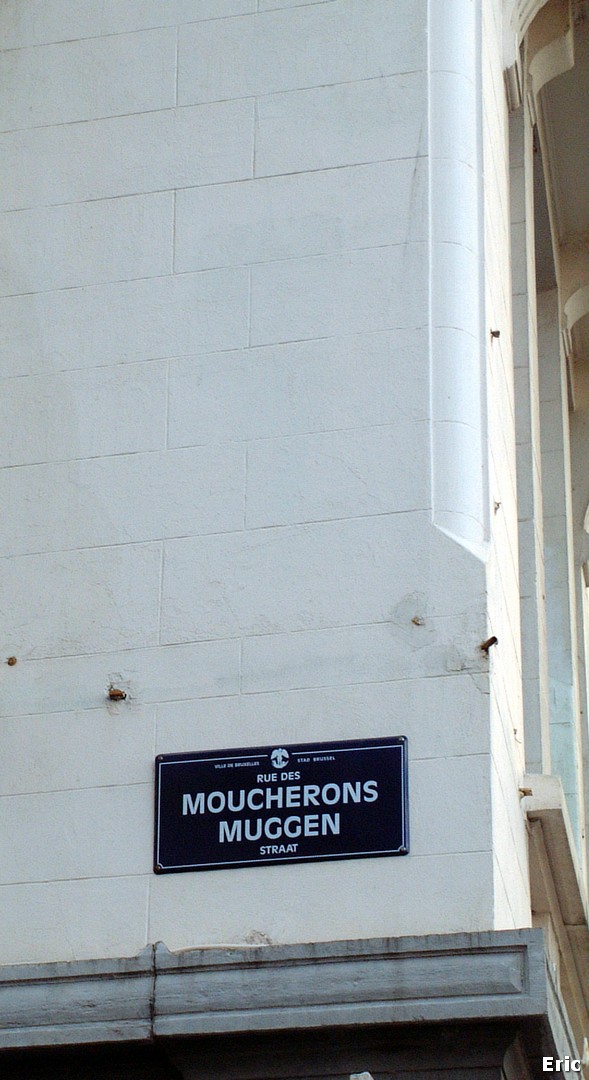 VILLE DE BRUXELLES STAD BRUSSEL
RUE DES
MOUCHERONS
MUGGEN
STRAAT
Eric